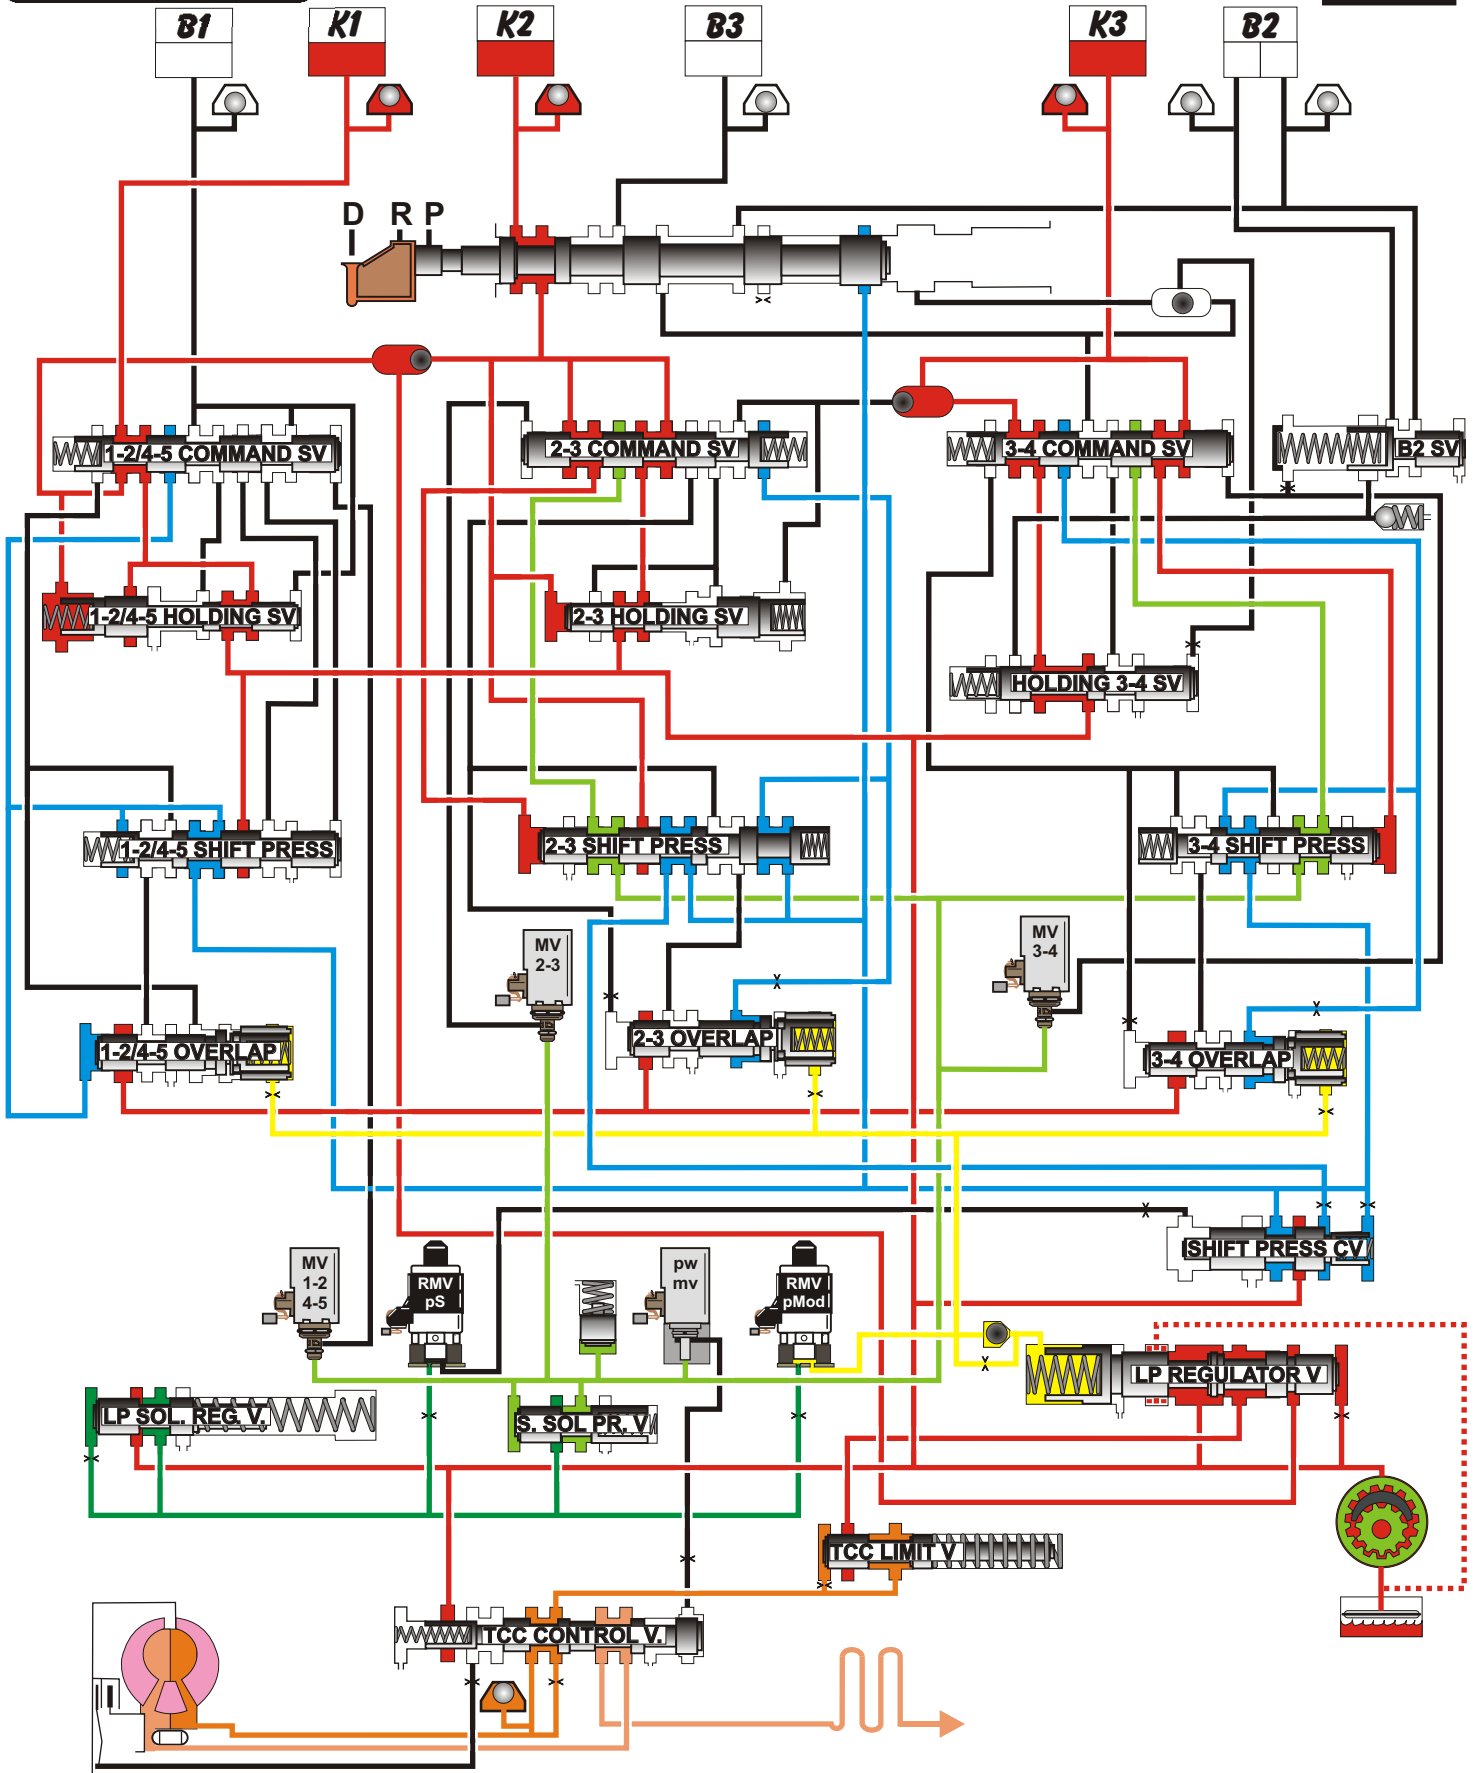 B1 K1 K2 B3 K3 B2
D R P
1-2/4-5 COMMAND SV
2-3 COMMAND SV
3-4 COMMAND SV
B2 SV
1-2/4-5 HOLDING SV
2-3 HOLDING SV
HOLDING 3-4 SV
1-2/4-5 SHIFT PRESS
2-3 SHIFT PRESS
3-4 SHIFT PRESS
MV
2-3
MV
3-4
1-2/4-5 OVERLAP
2-3 OVERLAP
3-4 OVERLAP
SHIFT PRESS CV
MV
1-2
4-5
RMV
pS
pw
mv
RMV
pMod
LP REGULATOR V
LP SOL. REG. V.
S. SOL PR. V
TCC LIMIT V
TCC CONTROL V.